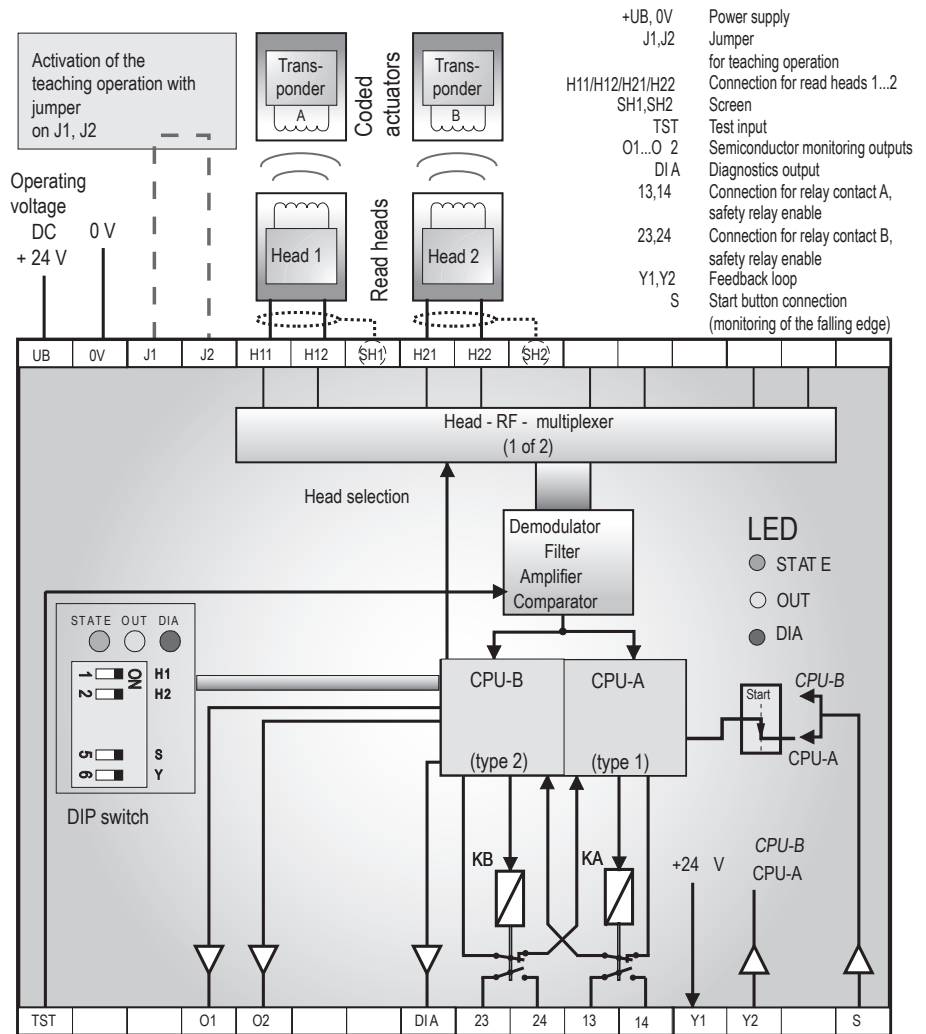 Activation of the
teaching operation with
jumper
on J1, J2
Operating
voltage
DC
+ 24 V
0 V
Trans-
ponder
A
Coded
actuators
Trans-
ponder
B
Head 1
Read heads
Head 2
+UB, 0V Power supply
J1,J2 Jumper
for teaching operation
H11/H12/H21/H22 Connection for read heads 1...2
SH1,SH2 Screen
TST Test input
O1...O 2 Semiconductor monitoring outputs
DI A Diagnostics output
13,14 Connection for relay contact A,
safety relay enable
23,24 Connection for relay contact B,
safety relay enable
Y1,Y2 Feedback loop
S Start button connection
(monitoring of the falling edge)
UB 0V J1 J2 H11 H12 SH1 H21 H22 SH2
Head - RF - multiplexer
(1 of 2)
Head selection
Demodulator
Filter
Amplifier
Comparator
LED
STAT E
OUT
DIA
STATE OUT DIA
1 ON H1
2 H2
5 S
6 Y
DIP switch
CPU-B CPU-A
(type 2) (type 1)
Start
CPU-B
CPU-A
KB KA
+24 V
CPU-B
CPU-A
TST O1 O2 DI A 23 24 13 14 Y1 Y2 S